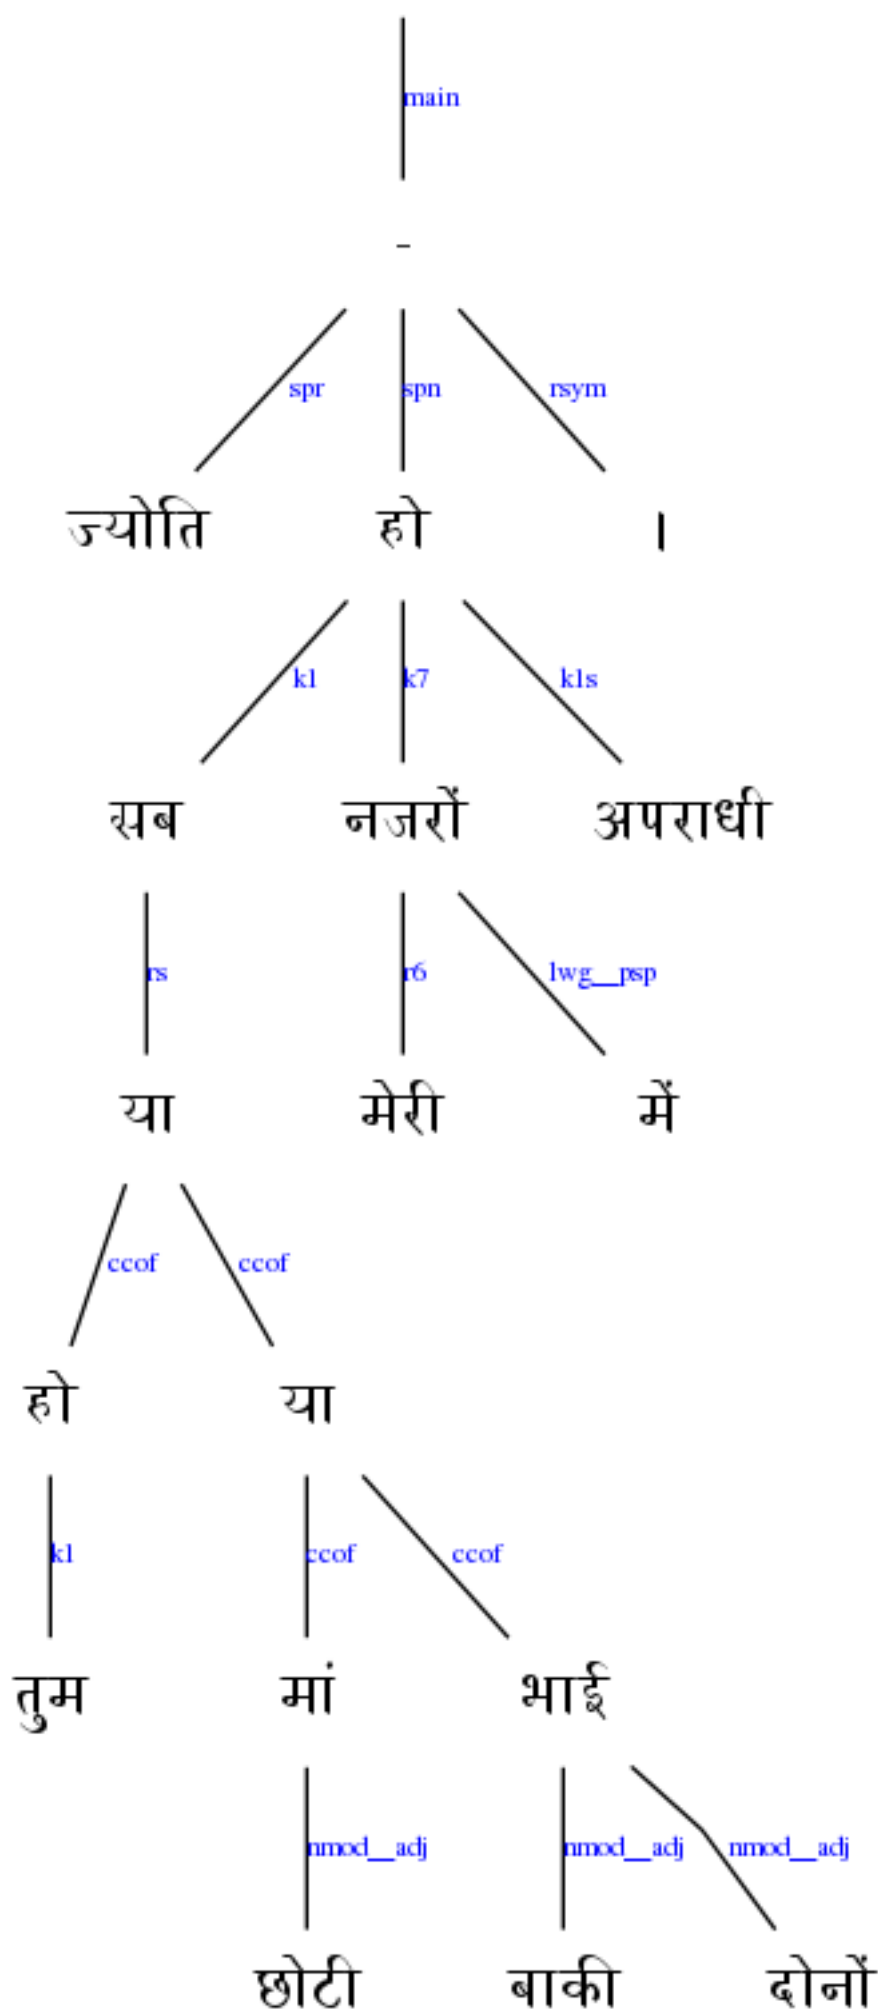 main
-
spr spn rsym
ज्योति हो ।
k1 k7 k1s
सब नजरों अपराधी
rs r6 lwg__psp
या मेरी में
ccof ccof
हो या
k1 ccof ccof
तुम मां भाई
nmod__adj nmod__adj nmod__adj
छोटी बाकी दोनों